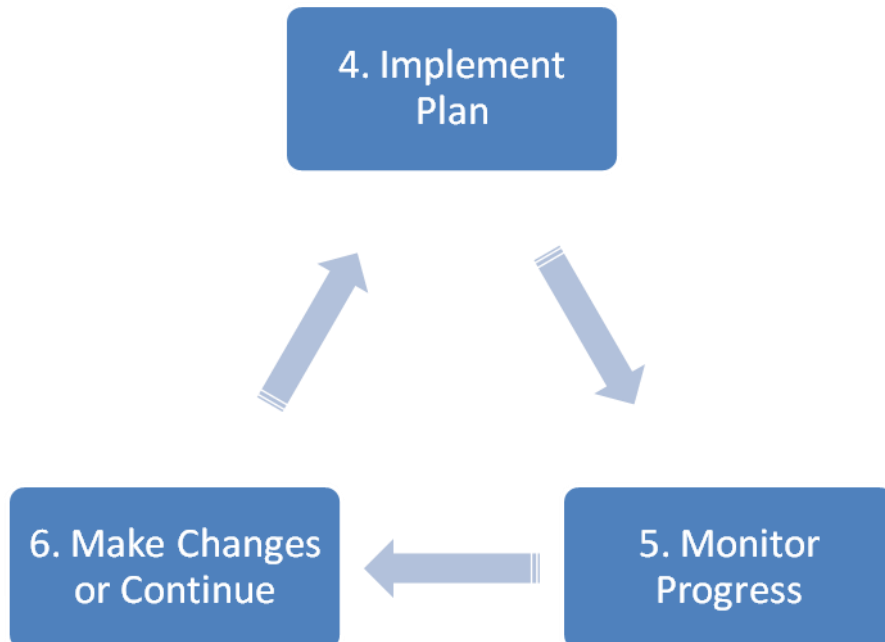 4. Implement
Plan
5. Monitor
Progress
6. Make Changes
or Continue